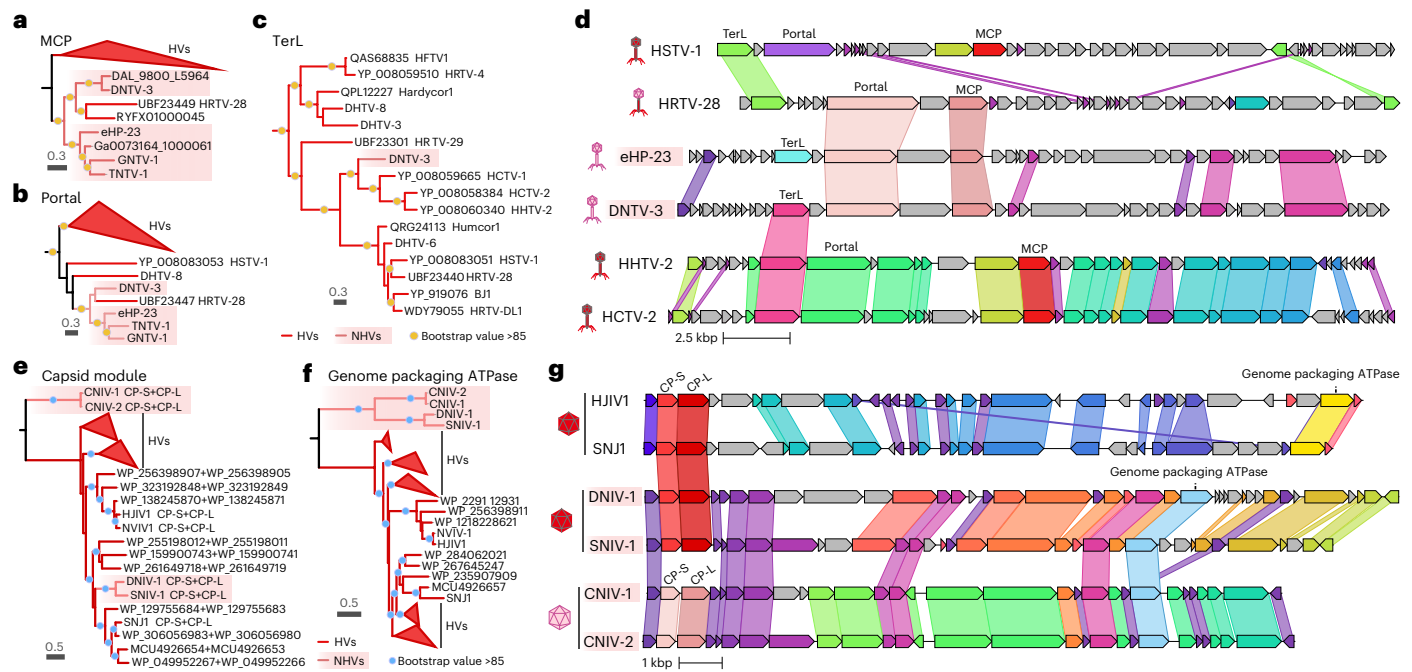 a
MCP
HVs
DAL_9800_L5964
DNTV-3
UBF23449 HRTV-28
RYFX01000045
eHP-23
Ga0073164_1000061
GNTV-1
TNTV-1
0.3
b
Portal
HVs
YP_008083053 HSTV-1
DHTV-8
DNTV-3
UBF23447 HRTV-28
eHP-23
TNTV-1
GNTV-1
0.3
c
TerL
QAS68835 HFTV1
YP_008059510 HRTV-4
QPL12227 Hardycor1
DHTV-8
DHTV-3
UBF23301 HRTV-29
DNTV-3
YP_008059665 HCTV-1
YP_008058384 HCTV-2
YP_008060340 HHTV-2
QRG24113 Humcor1
DHTV-6
YP_008083051 HSTV-1
UBF23440 HRTV-28
YP_919076 BJ1
WDY79055 HRTV-DL1
0.3
HVs NHVs Bootstrap value >85
d
TerL Portal MCP
HSTV-1
Portal MCP
HRTV-28
TerL
eHP-23
TerL
DNTV-3
Portal MCP
HHTV-2
HCTV-2
2.5 kbp
e
Capsid module
CNIV-1 CP-S+CP-L
CNIV-2 CP-S+CP-L
HVs
WP_256398907+WP_256398905
WP_323192848+WP_323192849
WP_138245870+WP_138245871
HJIV1 CP-S+CP-L
NVIV1 CP-S+CP-L
WP_255198012+WP_255198011
WP_159900743+WP_159900741
WP_261649718+WP_261649719
DNIV-1 CP-S+CP-L
SNIV-1 CP-S+CP-L
WP_129755684+WP_129755683
SNJ1 CP-S+CP-L
WP_306056983+WP_306056980
MCU4926654+MCU4926653
WP_049952267+WP_049952266
0.5
f
Genome packaging ATPase
CNIV-2
CNIV-1
DNIV-1
SNIV-1
HVs
WP_229112931
WP_256398911
WP_1218228621
NVIV-1
HJIV1
WP_284062021
WP_267645247
WP_235907909
MCU4926657
SNJ1
HVs
0.5
HVs
NHVs Bootstrap value >85
g
CP-S CP-L Genome packaging ATPase
HJIV1
SNJ1
Genome packaging ATPase
DNIV-1
SNIV-1
CP-S CP-L
CNIV-1
CNIV-2
1 kbp